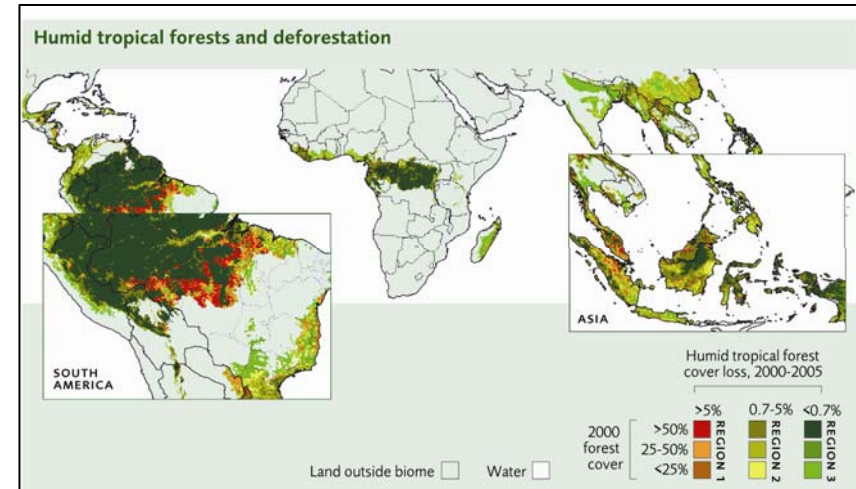 Humid tropical forests and deforestation
SOUTH
AMERICA
ASIA
Humid tropical forest
cover loss, 2000-2005
>5% 0.7-5% <0.7%
2000
forest
cover
>50%
25-50%
<25%
REGION 1
REGION 2
REGION 3
Land outside biome
Water